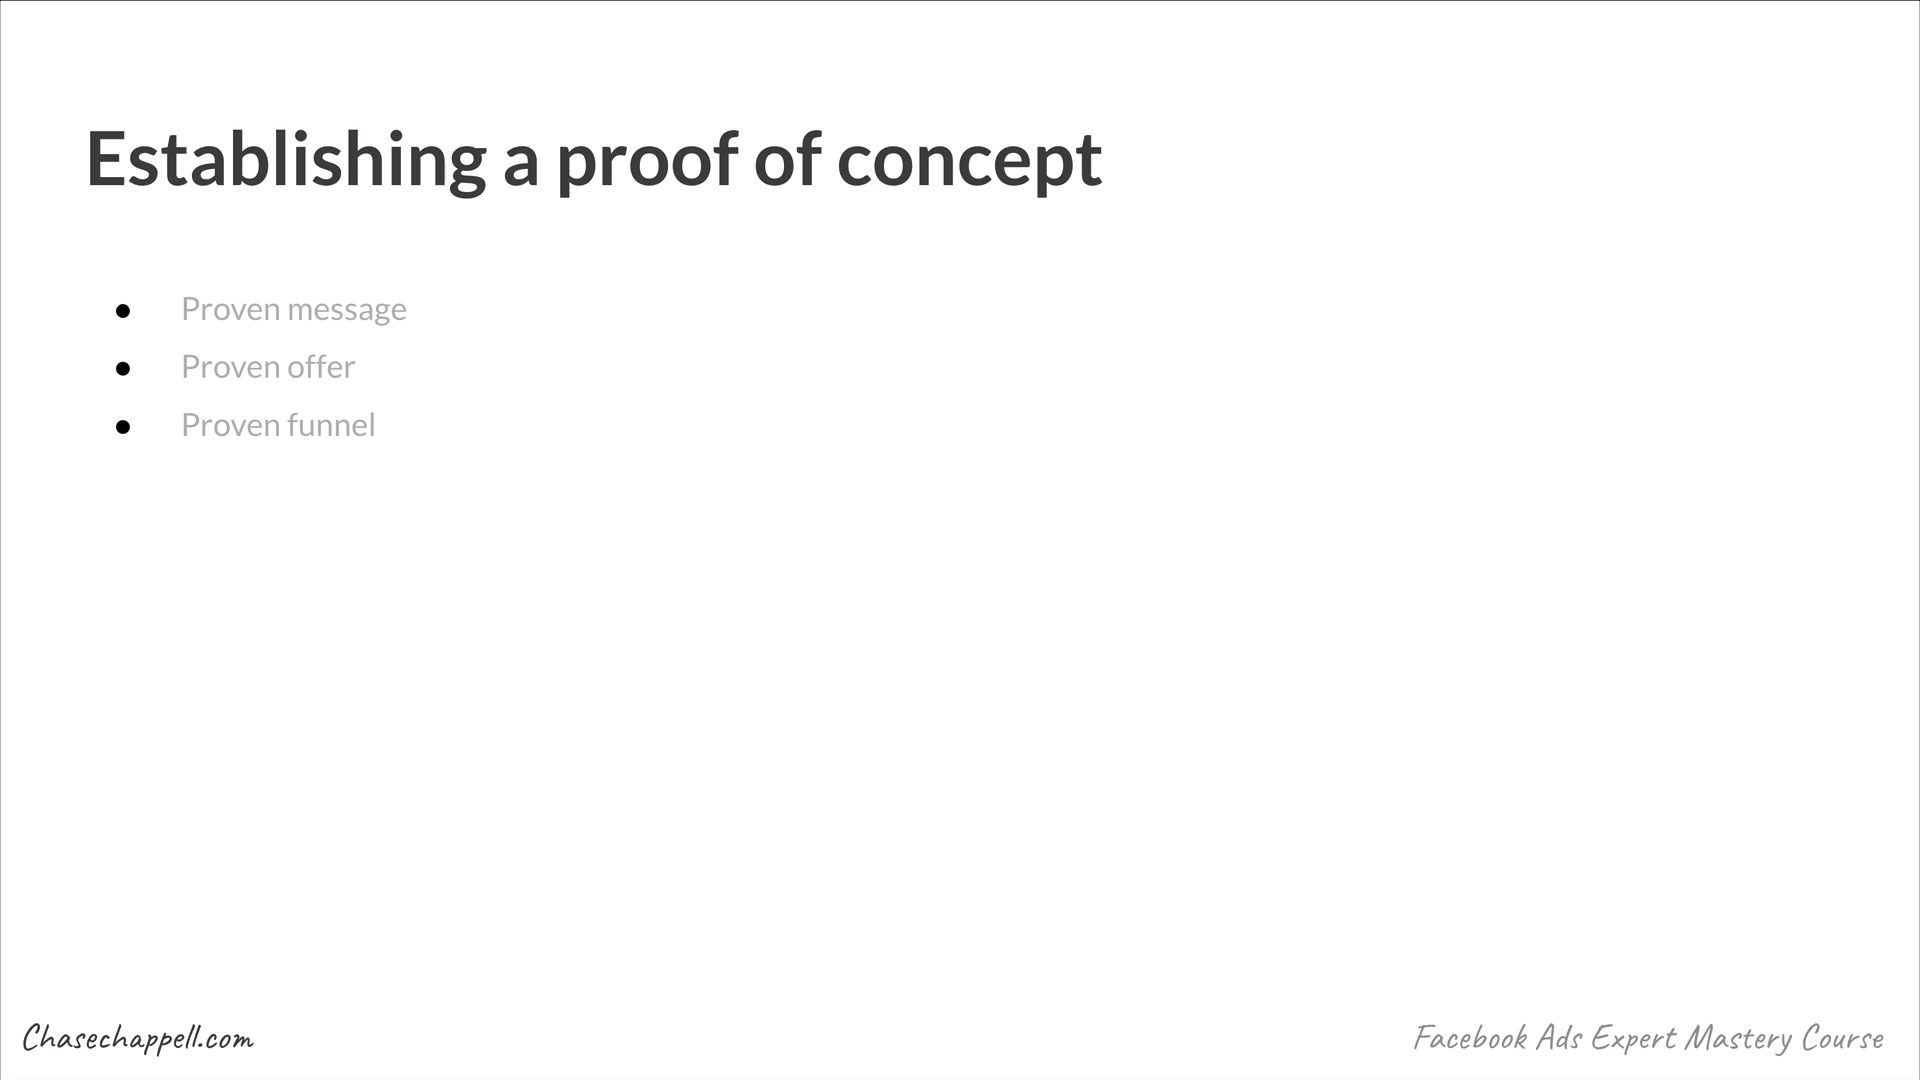 Establishing a proof of concept
● Proven message
● Proven offer
● Proven funnel
Chasechappell.com
Facebook Ads Expert Mastery Course